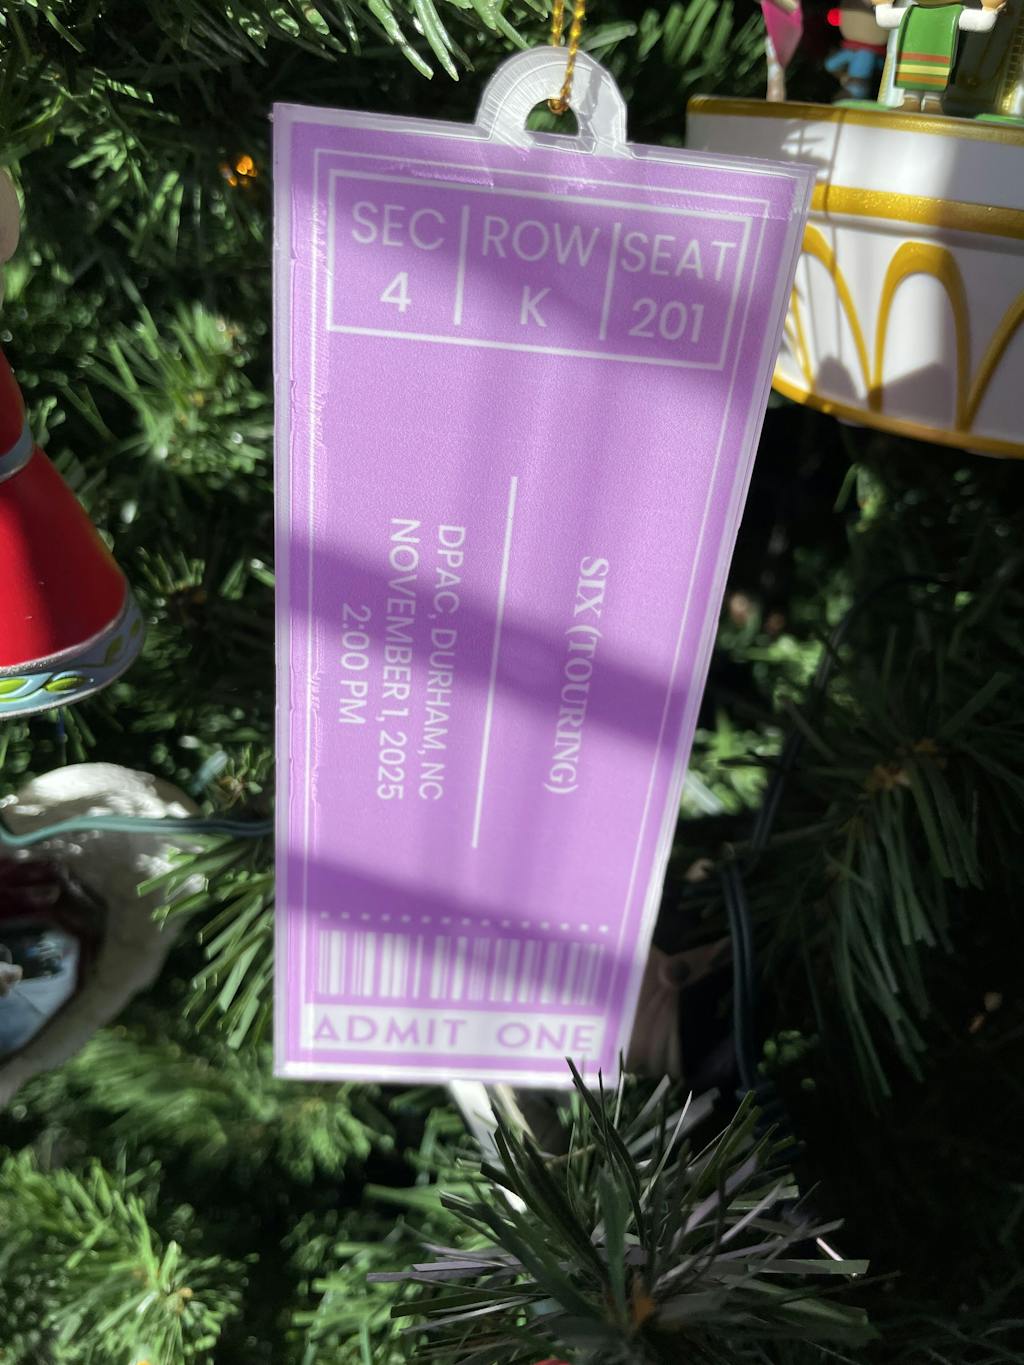 SEC ROW SEAT
4 K 201
SIX (TOURING)
DPAC, DURHAM, NC
NOVEMBER 1, 2025
2:00 PM
ADMIT ONE